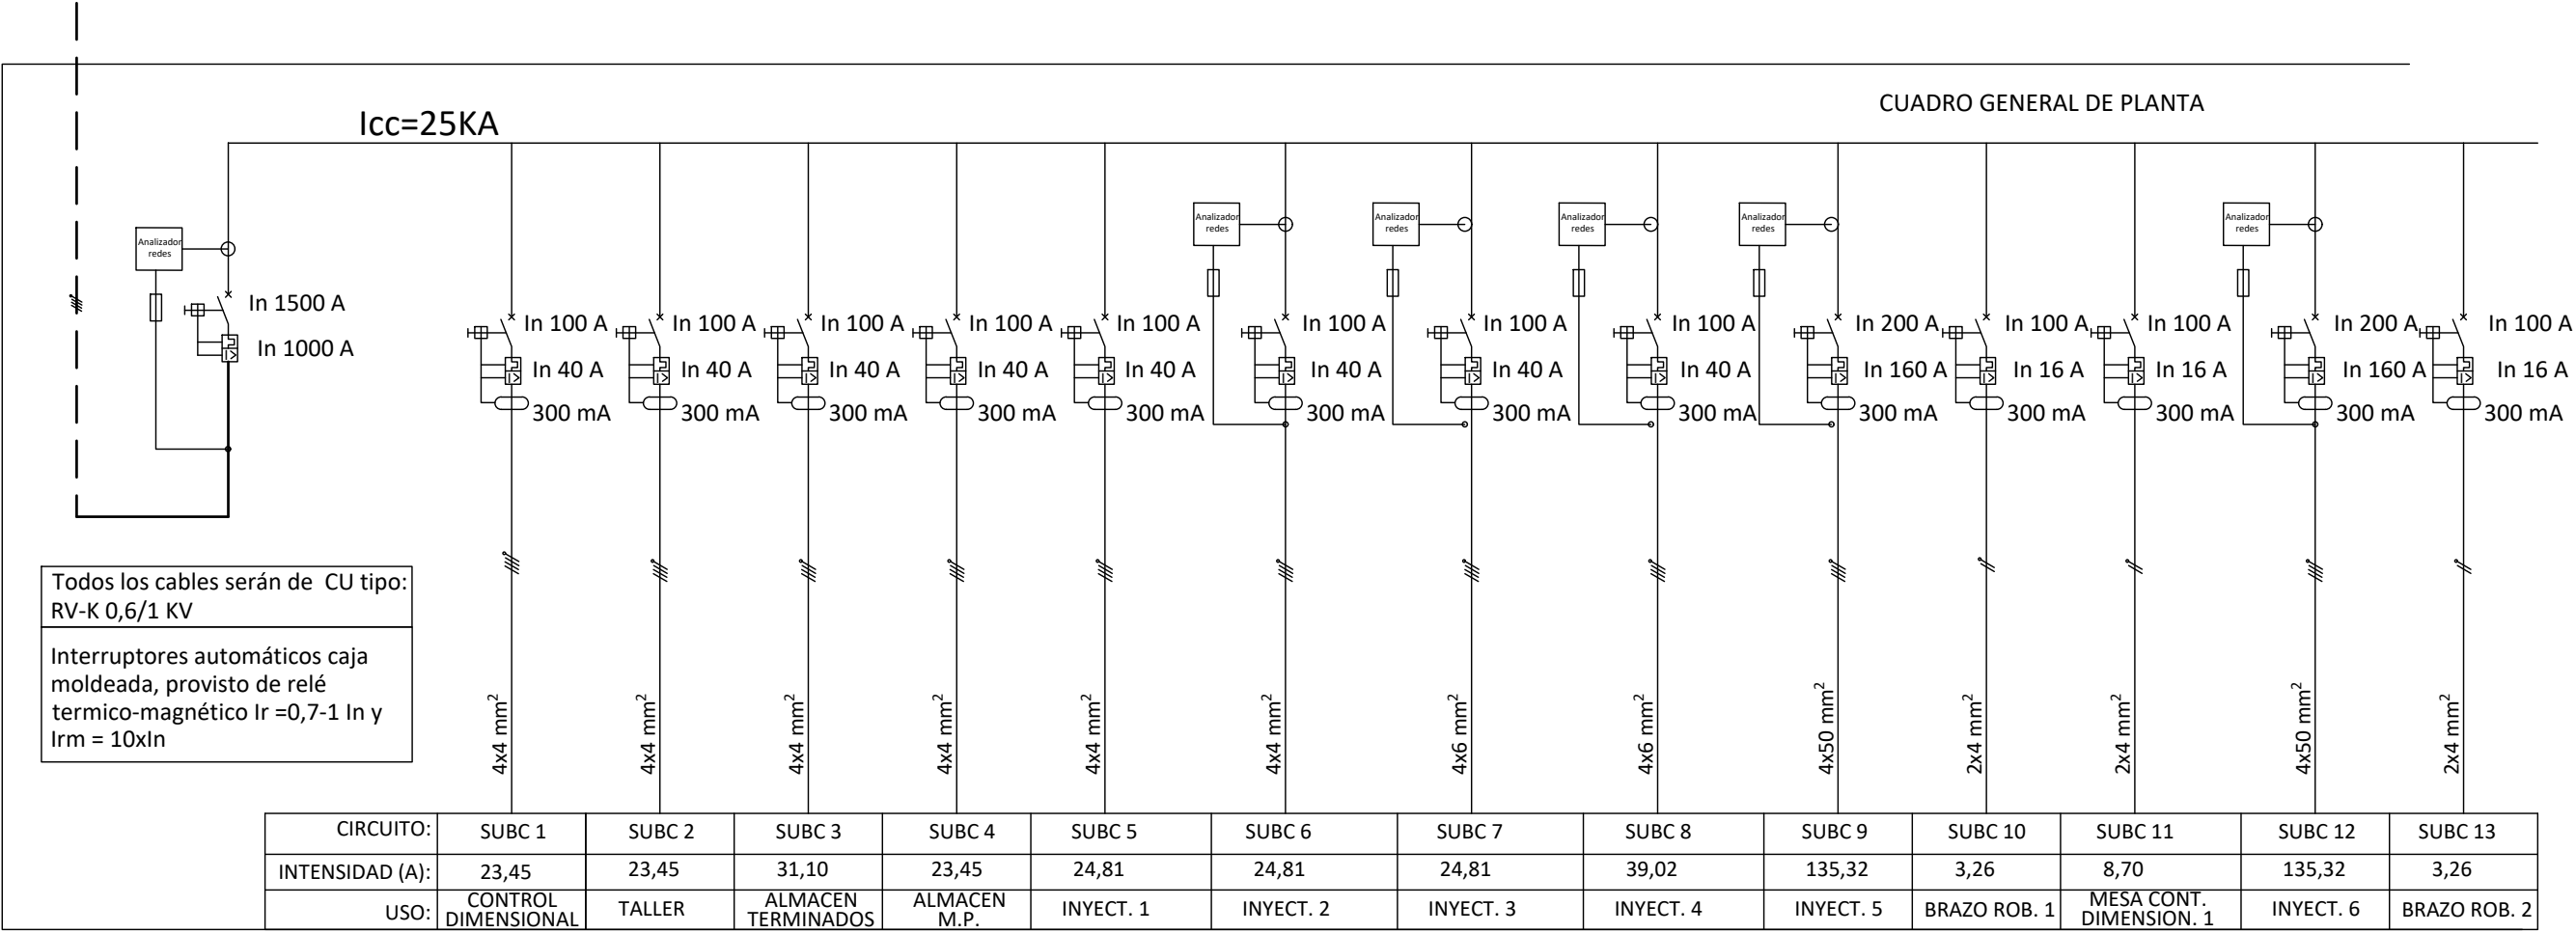 CUADRO GENERAL DE PLANTA
Icc=25KA
Analizador
redes
Analizador
redes
Analizador
redes
Analizador
redes
Analizador
redes
Analizador
redes
In 1500 A
In 1000 A
In 100 A
In 100 A
In 100 A
In 100 A
In 100 A
In 100 A
In 100 A
In 100 A
In 200 A
In 100 A
In 100 A
In 200 A
In 100 A
In 40 A
In 40 A
In 40 A
In 40 A
In 40 A
In 40 A
In 40 A
In 40 A
In 160 A
In 16 A
In 16 A
In 160 A
In 16 A
300 mA
300 mA
300 mA
300 mA
300 mA
300 mA
300 mA
300 mA
300 mA
300 mA
300 mA
300 mA
300 mA
Todos los cables serán de CU tipo:
RV-K 0,6/1 KV
Interruptores automáticos caja
moldeada, provisto de relé
termico-magnético Ir =0,7-1 In y
Irm = 10xIn
4x4 mm²
4x4 mm²
4x4 mm²
4x4 mm²
4x4 mm²
4x4 mm²
4x6 mm²
4x6 mm²
4x50 mm²
2x4 mm²
2x4 mm²
4x50 mm²
2x4 mm²
CIRCUITO: SUBC 1 SUBC 2 SUBC 3 SUBC 4 SUBC 5 SUBC 6 SUBC 7 SUBC 8 SUBC 9 SUBC 10 SUBC 11 SUBC 12 SUBC 13
INTENSIDAD (A): 23,45 23,45 31,10 23,45 24,81 24,81 24,81 39,02 135,32 3,26 8,70 135,32 3,26
USO:
CONTROL
DIMENSIONAL
TALLER
ALMACEN
TERMINADOS
ALMACEN
M.P.
INYECT. 1
INYECT. 2
INYECT. 3
INYECT. 4
INYECT. 5
BRAZO ROB. 1
MESA CONT.
DIMENSION. 1
INYECT. 6
BRAZO ROB. 2